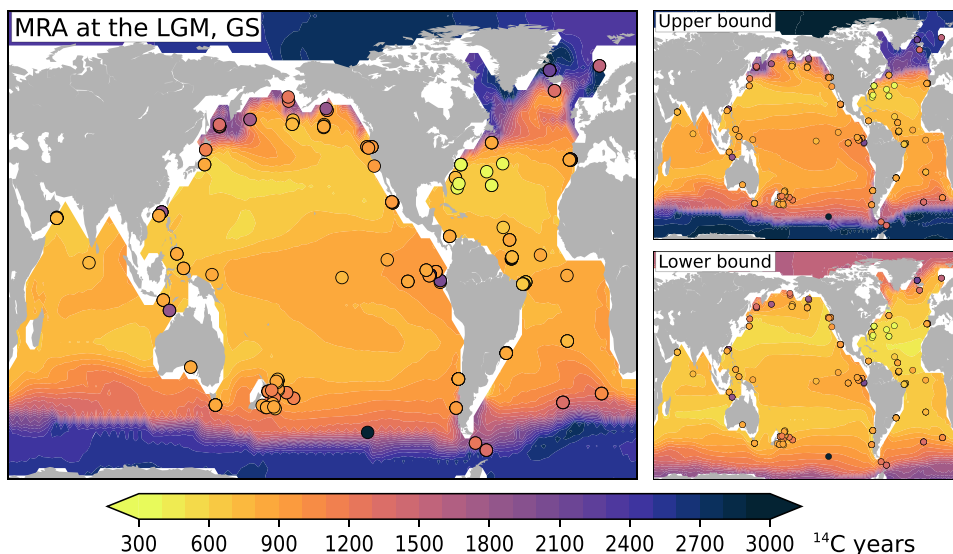 MRA at the LGM, GS
Upper bound
Lower bound
300 600 900 1200 1500 1800 2100 2400 2700 3000 ¹⁴C years